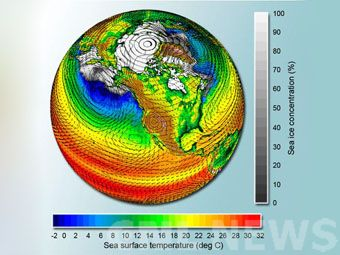 100
90
80
70
60
50
40
30
20
10
0
Sea ice concentration (%)
-2 0 2 4 6 8 10 12 14 16 18 20 22 24 26 28 30 32
Sea surface temperature (deg C)
NEWS